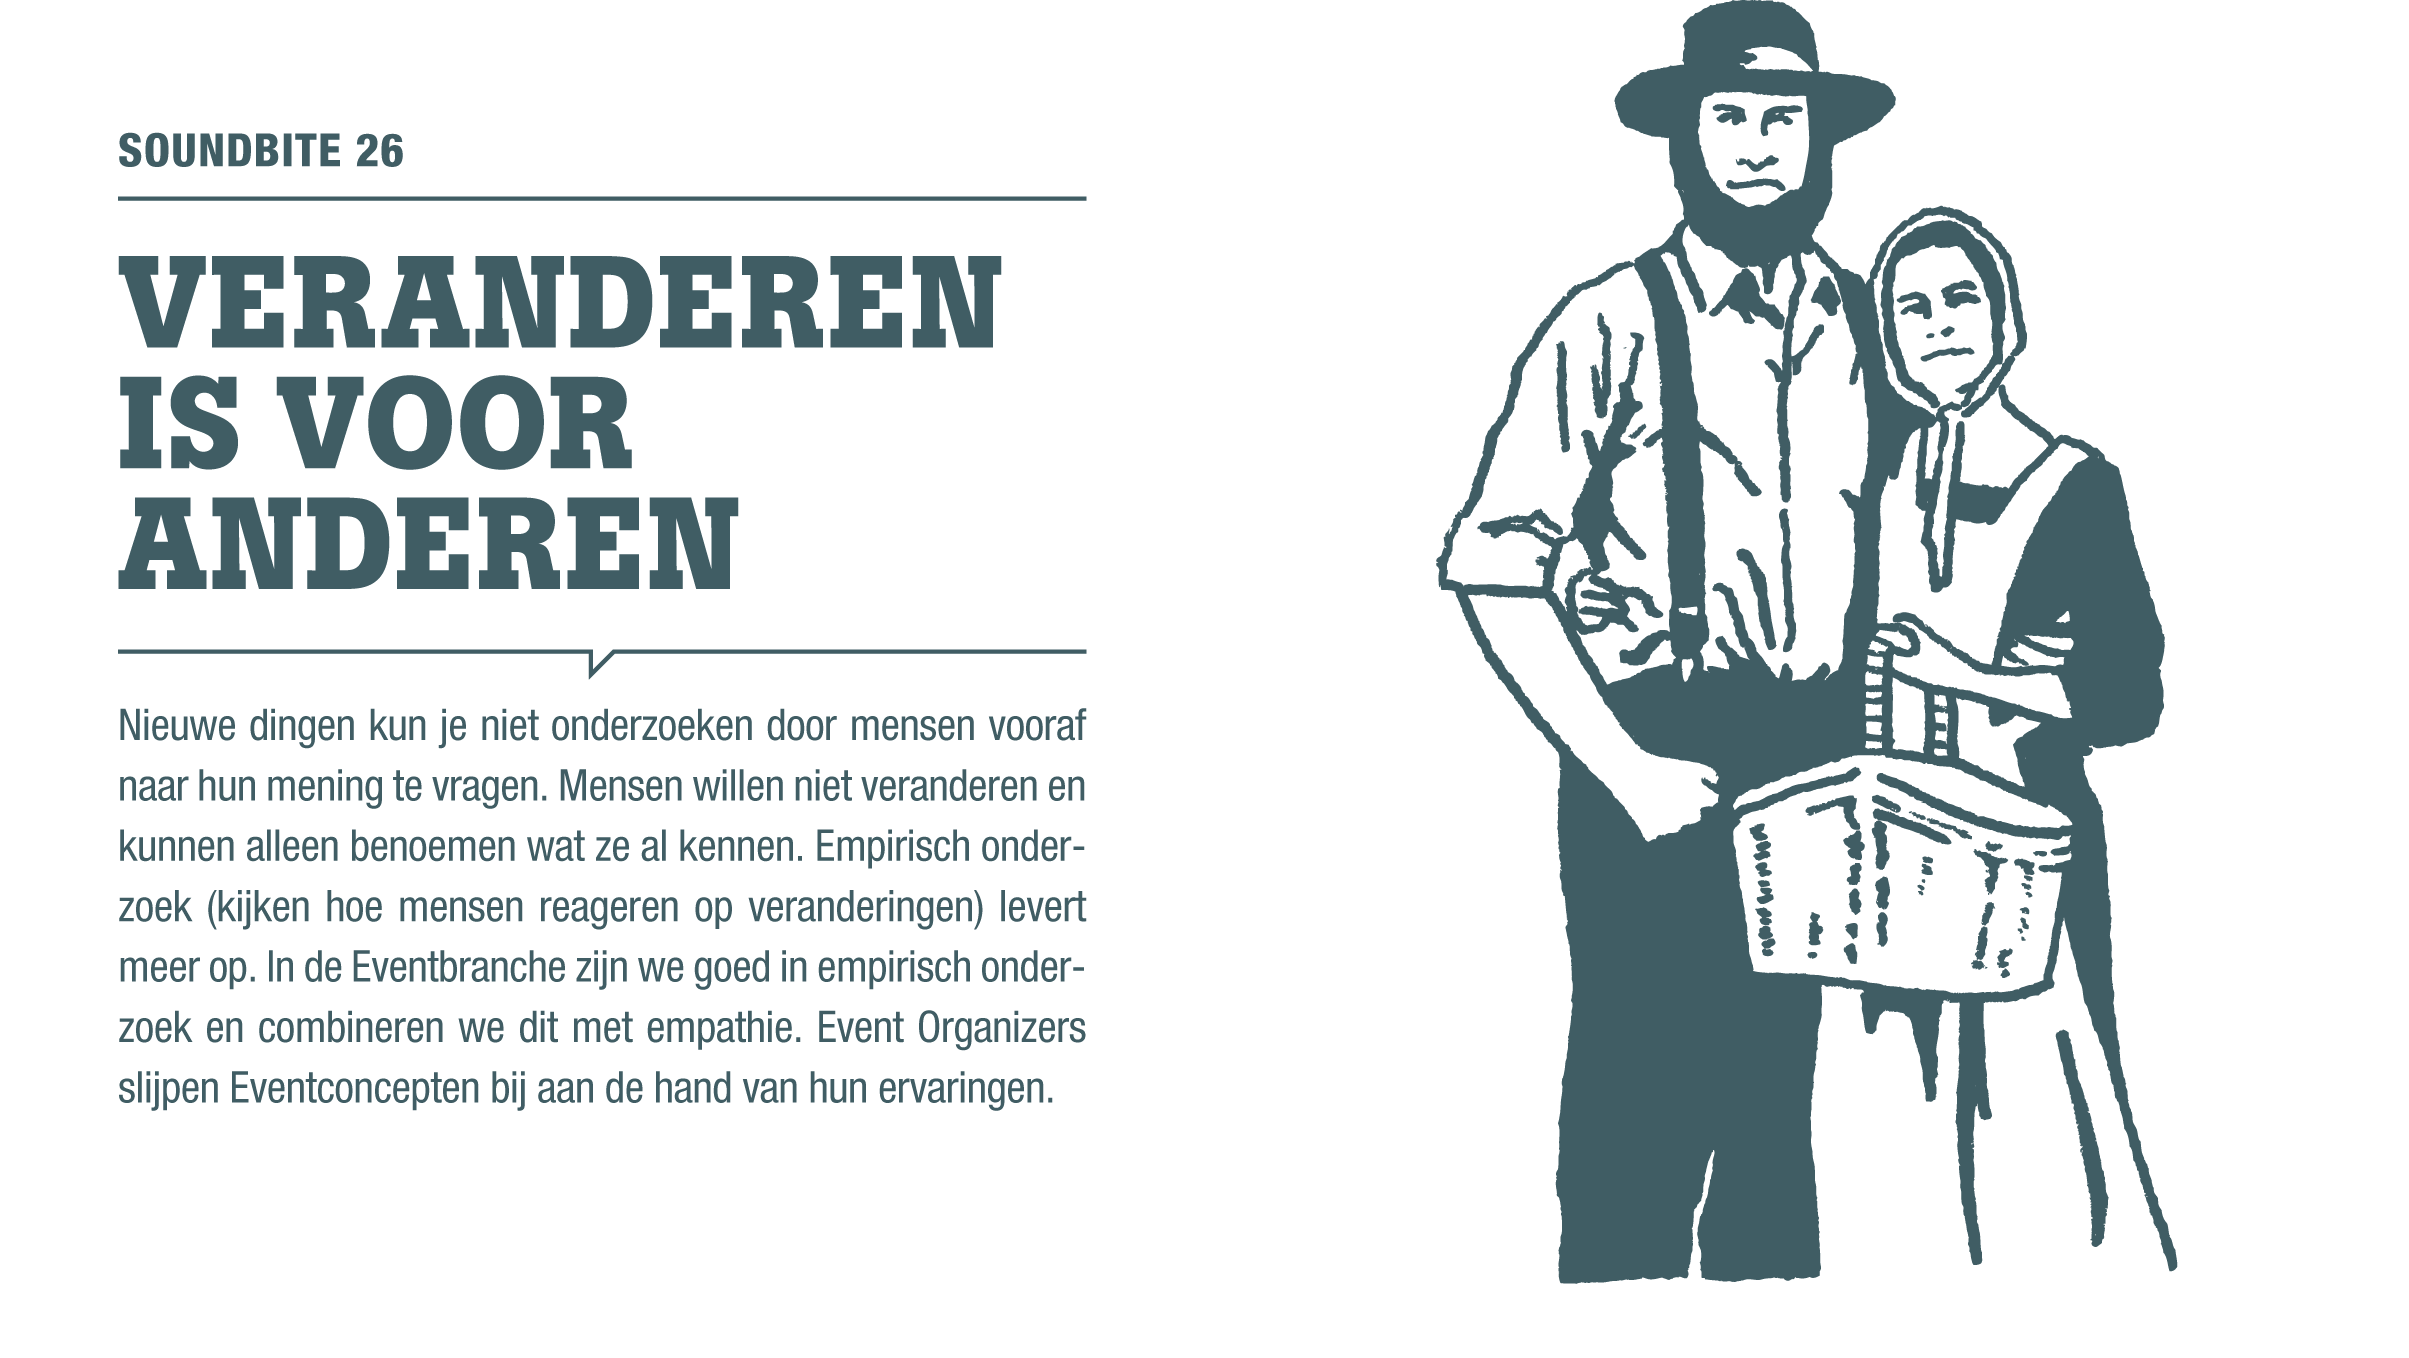 SOUNDBITE 26
VERANDEREN
IS VOOR
ANDEREN
Nieuwe dingen kun je niet onderzoeken door mensen vooraf
naar hun mening te vragen. Mensen willen niet veranderen en
kunnen alleen benoemen wat ze al kennen. Empirisch onder-
zoek (kijken hoe mensen reageren op veranderingen) levert
meer op. In de Eventbranche zijn we goed in empirisch onder-
zoek en combineren we dit met empathie. Event Organizers
slijpen Eventconcepten bij aan de hand van hun ervaringen.